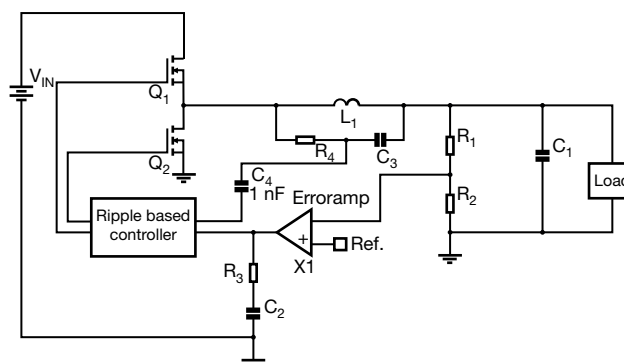 V_IN
Q_1
L_1
R_4
C_3
R_1
C_1
Q_2
C_4
1 nF
Erroramp
R_2
Load
Ripple based
controller
+
Ref.
X1
R_3
C_2